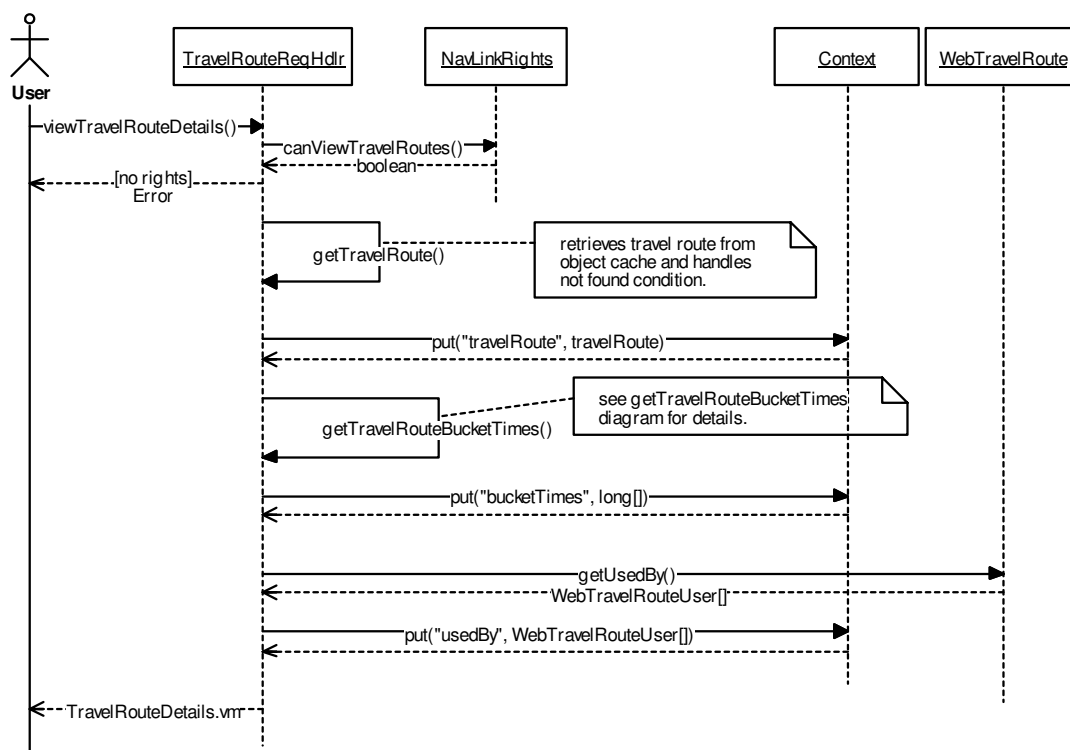 TravelRouteReqHdlr
NavLinkRights
Context
WebTravelRoute
User
viewTravelRouteDetails()
canViewTravelRoutes()
boolean
[no rights]
Error
getTravelRoute()
retrieves travel route from
object cache and handles
not found condition.
put("travelRoute", travelRoute)
see getTravelRouteBucketTimes
diagram for details.
getTravelRouteBucketTimes()
put("bucketTimes", long[])
getUsedBy()
WebTravelRouteUser[]
put("usedBy", WebTravelRouteUser[])
TravelRouteDetails.vm